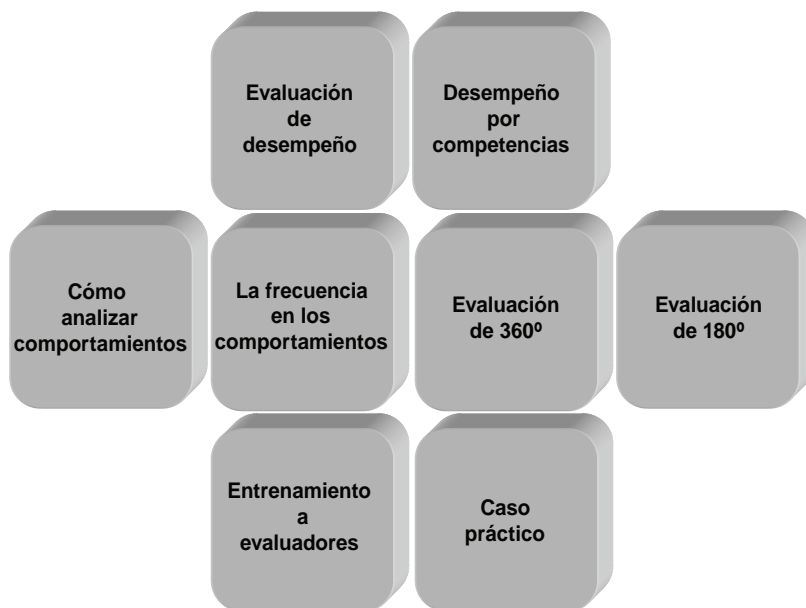 Evaluación
de
desempeño
Desempeño
por
competencias
Cómo
analizar
comportamientos
La frecuencia
en los
comportamientos
Evaluación
de 360º
Evaluación
de 180º
Entrenamiento
a
evaluadores
Caso
práctico